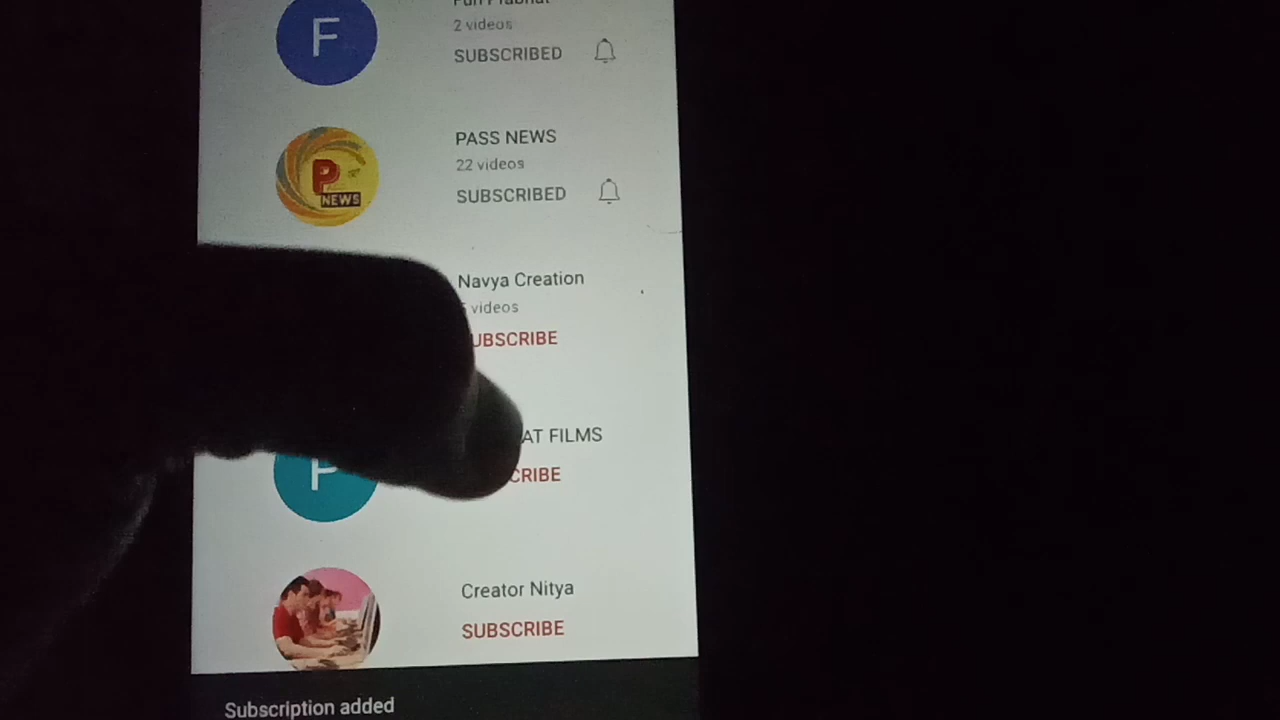 F
2 videos
SUBSCRIBED
P
NEWS
PASS NEWS
22 videos
SUBSCRIBED
Navya Creation
videos
UBSCRIBE
P
AT FILMS
CRIBE
Creator Nitya
SUBSCRIBE
Subscription added